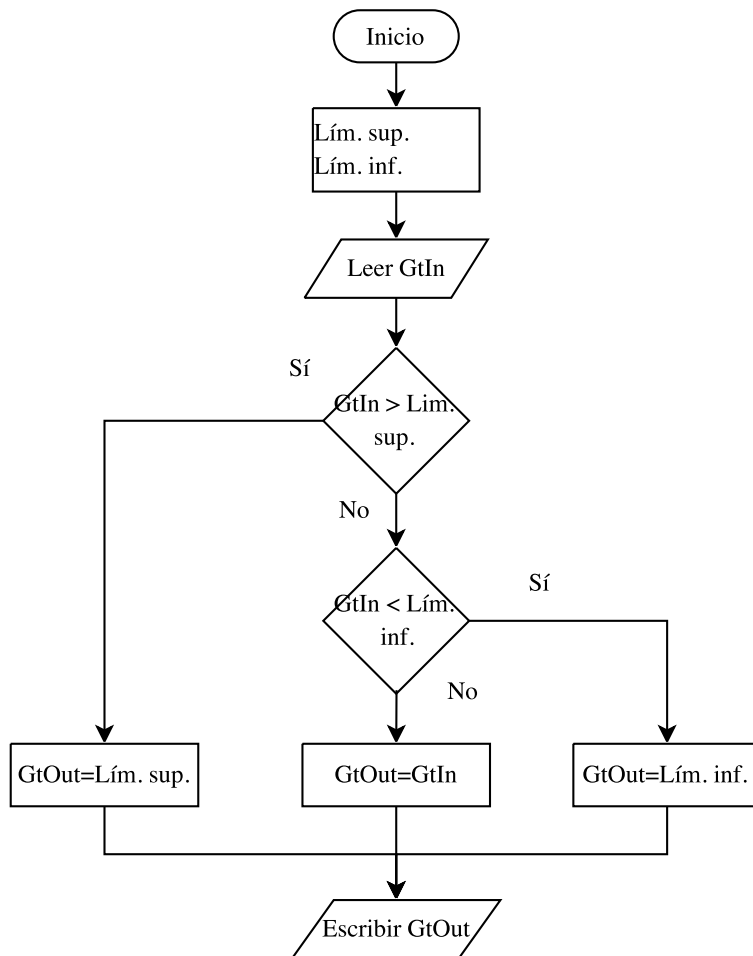 Inicio
Lím. sup.
Lím. inf.
Leer GtIn
Sí
GtIn > Lim.
sup.
No
GtIn < Lím.
inf.
Sí
No
GtOut=Lím. sup.
GtOut=GtIn
GtOut=Lím. inf.
Escribir GtOut